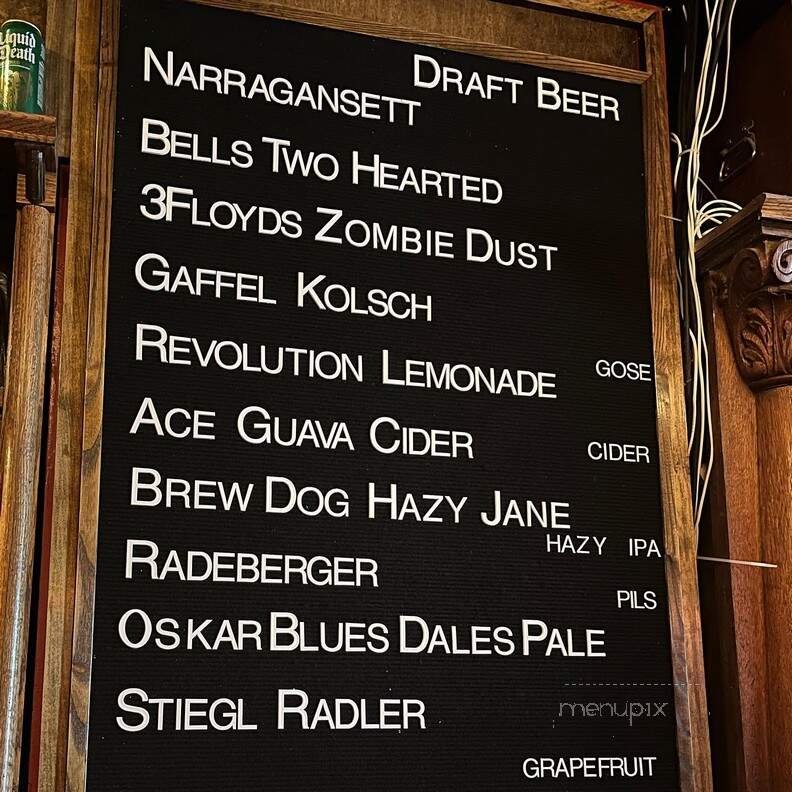 Liquid
Death
DRAFT BEER
NARRAGANSETT
BELLS TWO HEARTED
3FLOYDS ZOMBIE DUST
GAFFEL KOLSCH
REVOLUTION LEMONADE GOSE
ACE GUAVA CIDER CIDER
BREW DOG HAZY JANE
HAZY IPA
RADEBERGER PILS
OSKAR BLUES DALES PALE
STIEGL RADLER
menupix
GRAPEFRUIT